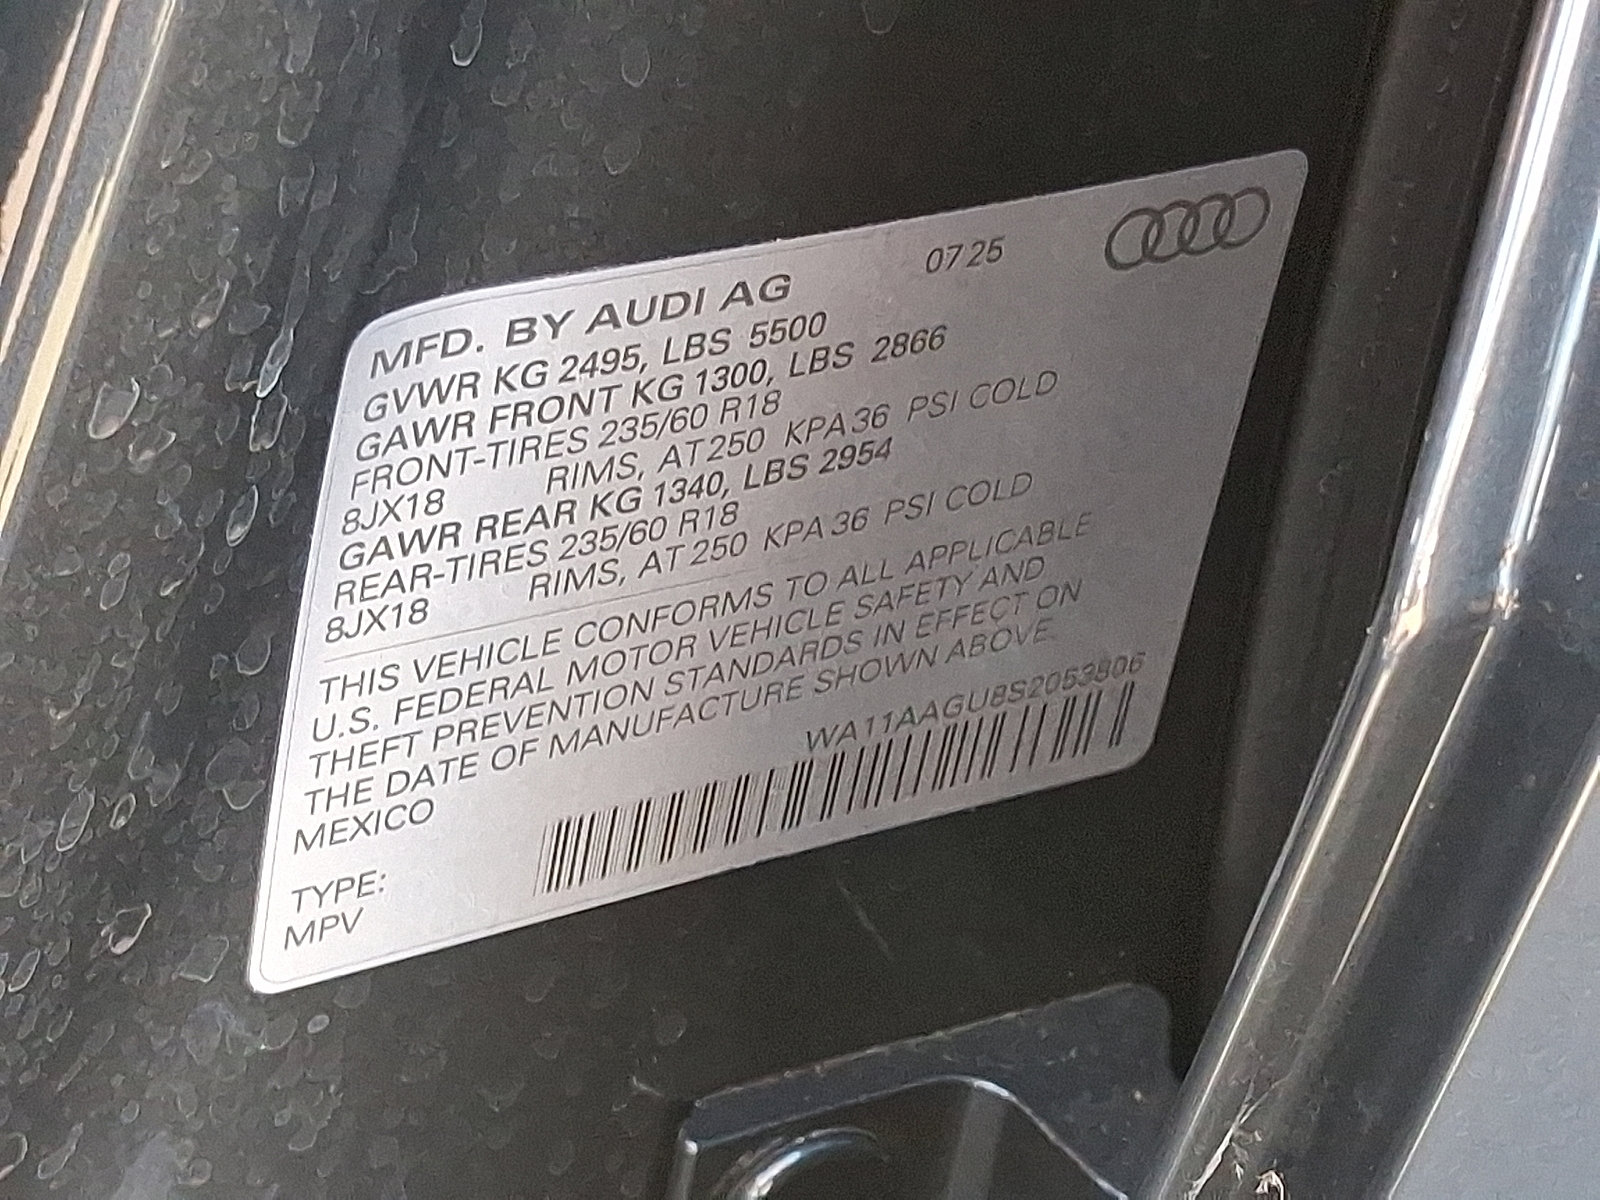 MFD. BY AUDI AG 0725
GVWR KG 2495, LBS 5500
GAWR FRONT KG 1300, LBS 2866
FRONT-TIRES 235/60 R18
8JX18 RIMS, AT 250 KPA 36 PSI COLD
GAWR REAR KG 1340, LBS 2954
REAR-TIRES 235/60 R18
8JX18 RIMS, AT 250 KPA 36 PSI COLD
THIS VEHICLE CONFORMS TO ALL APPLICABLE
U.S. FEDERAL MOTOR VEHICLE SAFETY AND
THEFT PREVENTION STANDARDS IN EFFECT ON
THE DATE OF MANUFACTURE SHOWN ABOVE.
MEXICO WA11AAGU8S2053806
TYPE:
MPV